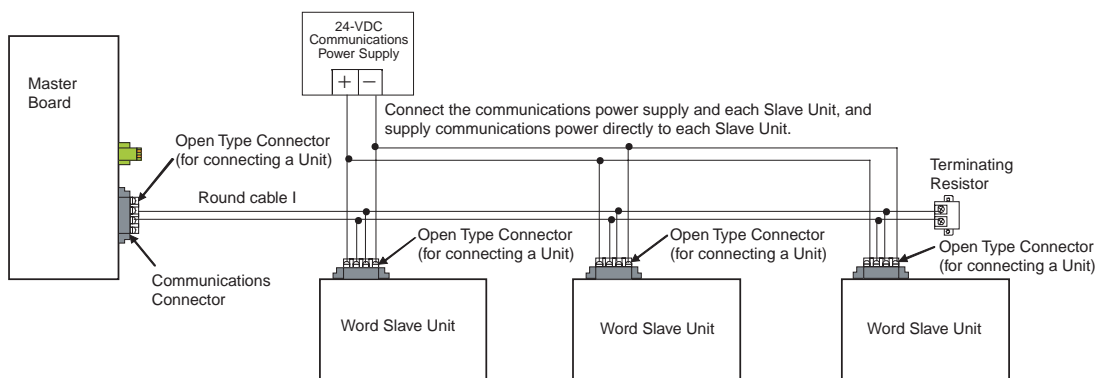 24-VDC
Communications
Power Supply
+ −
Master
Board
Connect the communications power supply and each Slave Unit, and
supply communications power directly to each Slave Unit.
Open Type Connector
(for connecting a Unit)
Terminating
Resistor
Round cable I
Open Type Connector
(for connecting a Unit)
Open Type Connector
(for connecting a Unit)
Open Type Connector
(for connecting a Unit)
Communications
Connector
Word Slave Unit
Word Slave Unit
Word Slave Unit